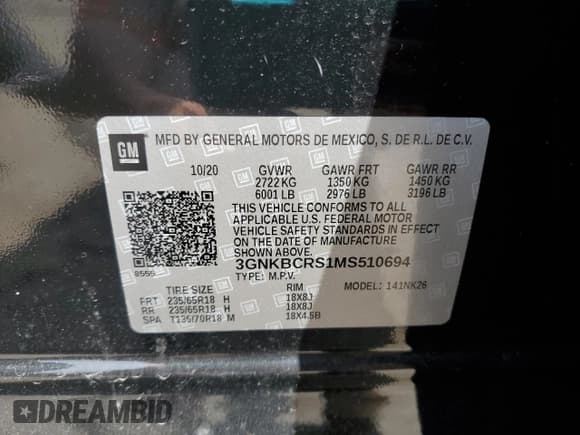 GM
MFD BY GENERAL MOTORS DE MEXICO, S. DE R.L. DE C.V.
10/20 GVWR GAWR FRT GAWR RR
2722 KG 1350 KG 1450 KG
6001 LB 2976 LB 3196 LB
THIS VEHICLE CONFORMS TO ALL
APPLICABLE U.S. FEDERAL MOTOR
VEHICLE SAFETY STANDARDS IN EFFECT
ON THE DATE OF MANUFACTURE
SHOWN ABOVE.
3GNKBCRS1MS510694
TYPE: M.P.V.
8556
MODEL: 141NK26
TIRE SIZE RIM
FRT 235/65R18 H 18X8J
RR 235/65R18 H 18X8J
SPA T135/70R18 M 18X4.5B
DREAMBID